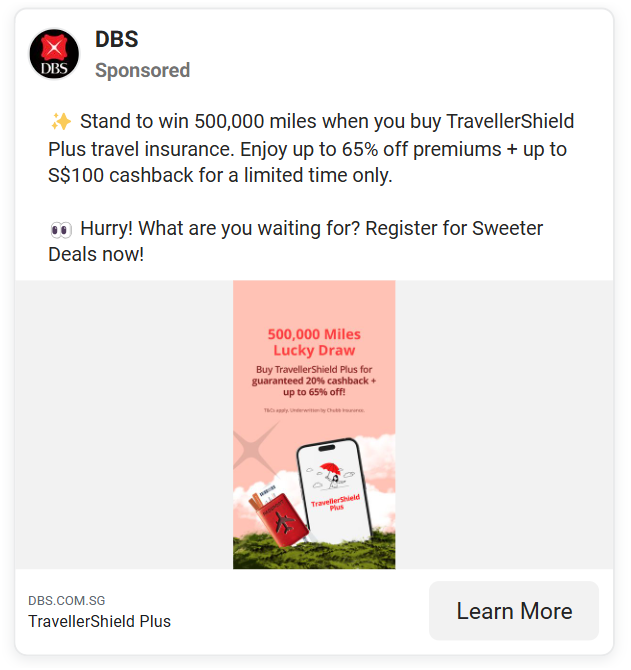 DBS
DBS
Sponsored
✨ Stand to win 500,000 miles when you buy TravellerShield
Plus travel insurance. Enjoy up to 65% off premiums + up to
S$100 cashback for a limited time only.
👀 Hurry! What are you waiting for? Register for Sweeter
Deals now!
500,000 Miles
Lucky Draw
Buy TravellerShield Plus for
guaranteed 20% cashback +
up to 65% off!
T&Cs apply. Underwritten by Chubb Insurance.
TravellerShield
Plus
DBS.COM.SG
TravellerShield Plus
Learn More